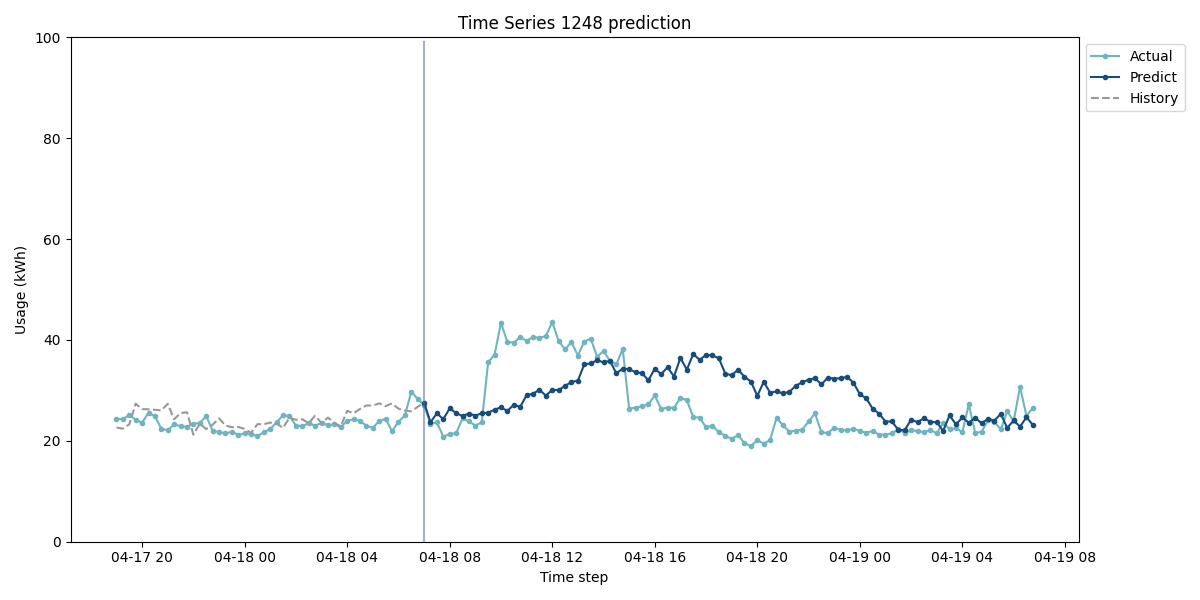 Time Series 1248 prediction
Usage (kWh)
100
80
60
40
20
0
04-17 20
04-18 00
04-18 04
04-18 08
04-18 12
04-18 16
04-18 20
04-19 00
04-19 04
04-19 08
Time step
Actual
Predict
History